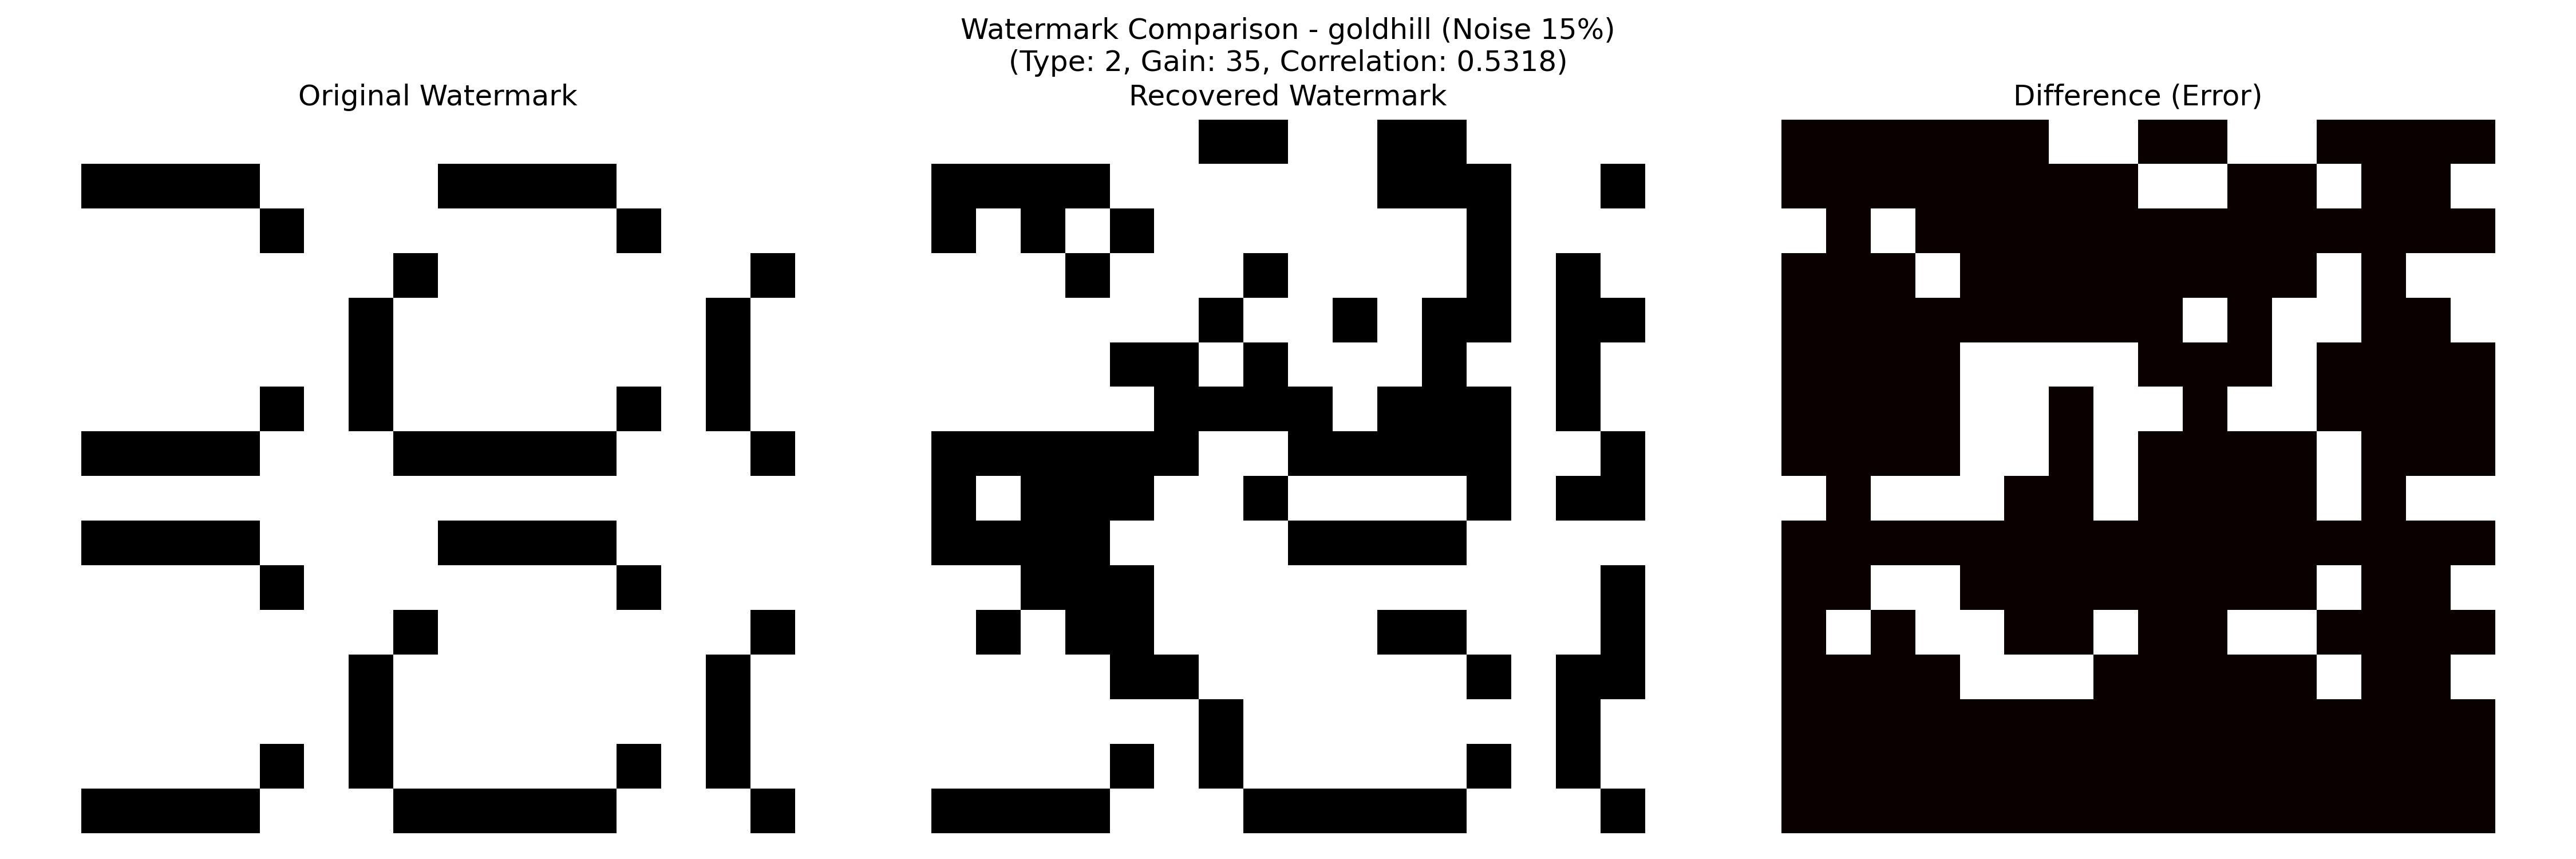 Watermark Comparison - goldhill (Noise 15%)
(Type: 2, Gain: 35, Correlation: 0.5318)
Original Watermark
Recovered Watermark
Difference (Error)